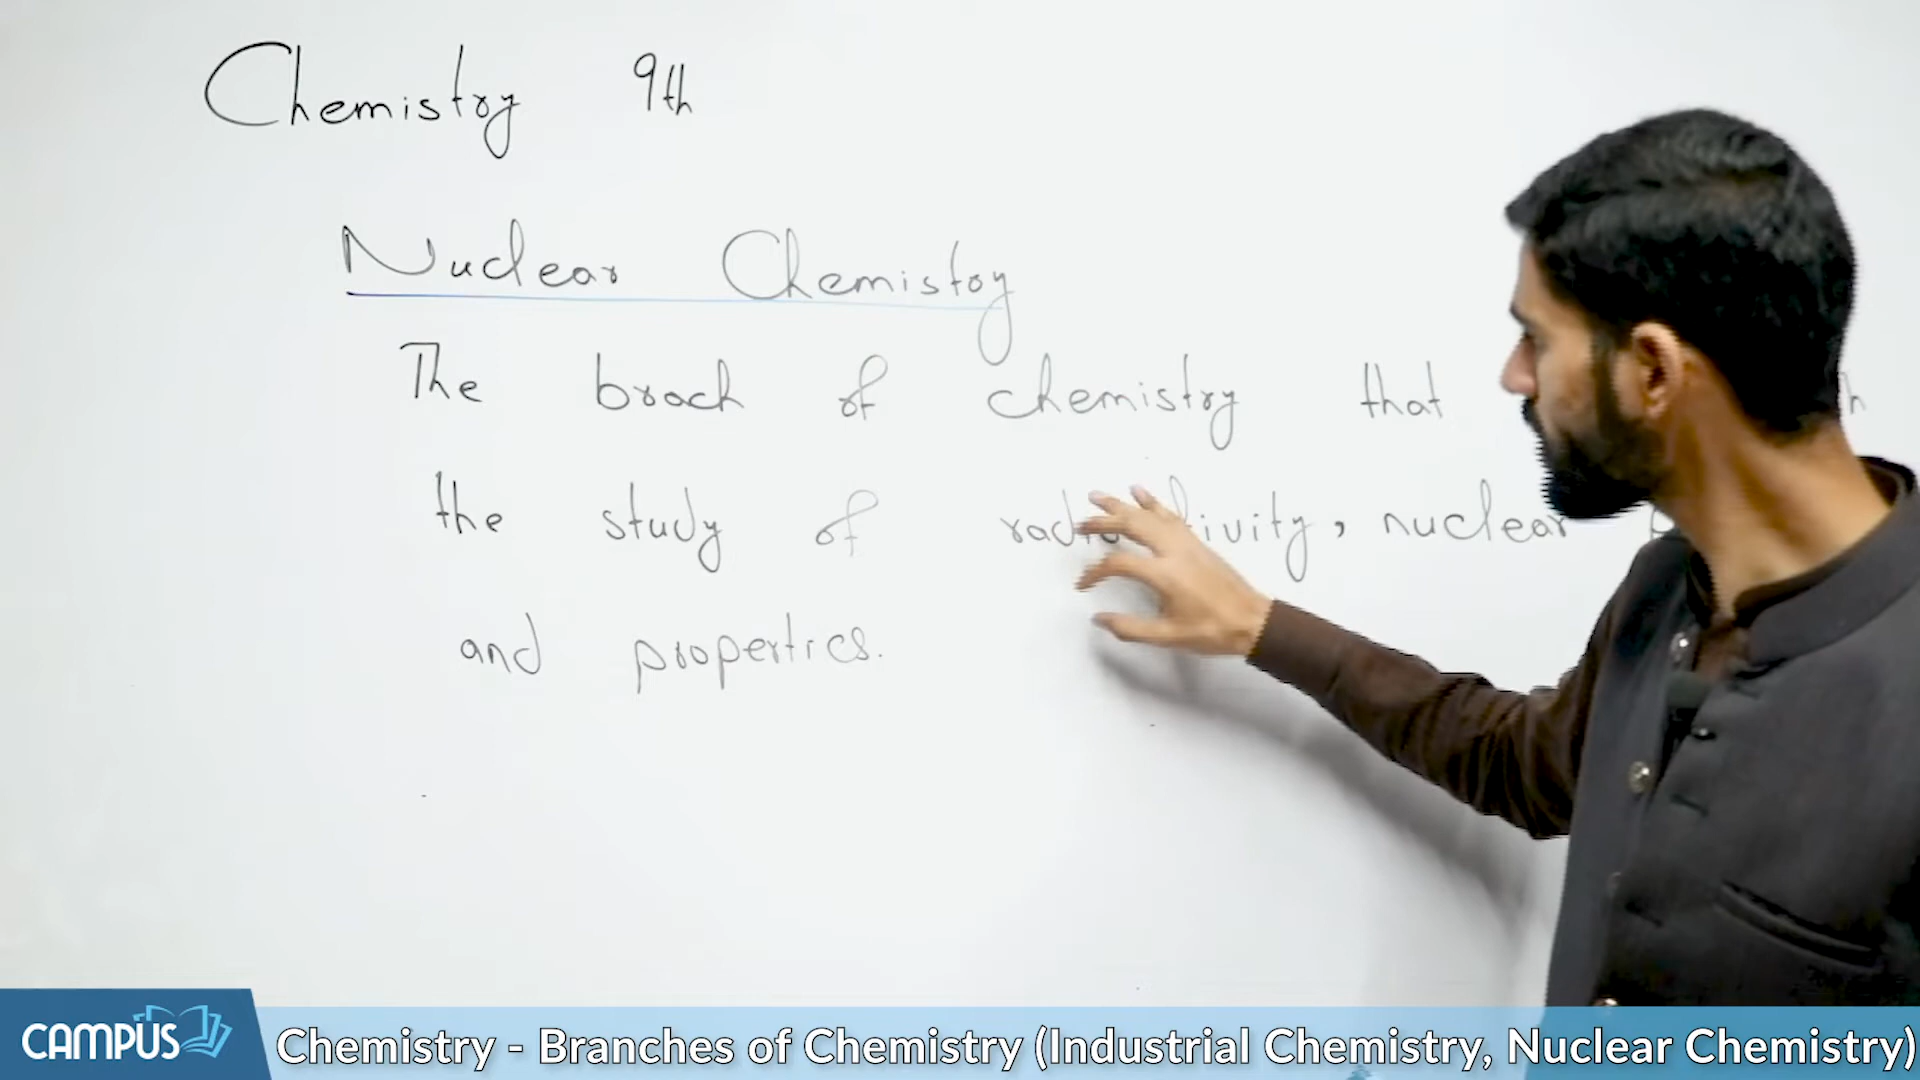 Chemistry 9th
Nuclear Chemistry
The brach of chemistry that
the study of nuclear
and properties.
CAMPUS Chemistry - Branches of Chemistry (Industrial Chemistry, Nuclear Chemistry)